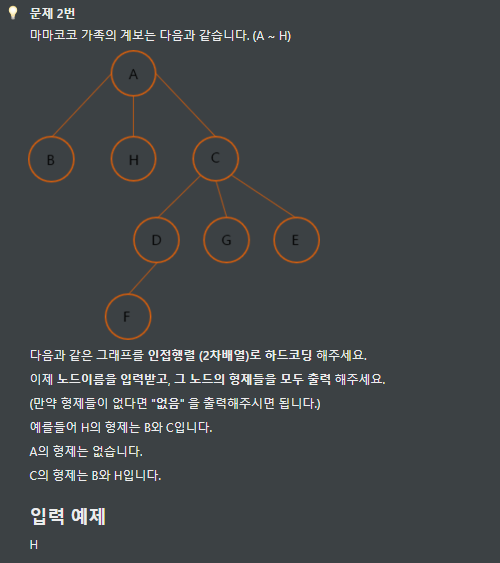 문제 2번
마마코코 가족의 계보는 다음과 같습니다. (A ~ H)
A
B H C
D G E
F
다음과 같은 그래프를 인접행렬 (2차배열)로 하드코딩 해주세요.
이제 노드이름을 입력받고, 그 노드의 형제들을 모두 출력 해주세요.
(만약 형제들이 없다면 "없음" 을 출력해주시면 됩니다.)
예를들어 H의 형제는 B와 C입니다.
A의 형제는 없습니다.
C의 형제는 B와 H입니다.
입력 예제
H